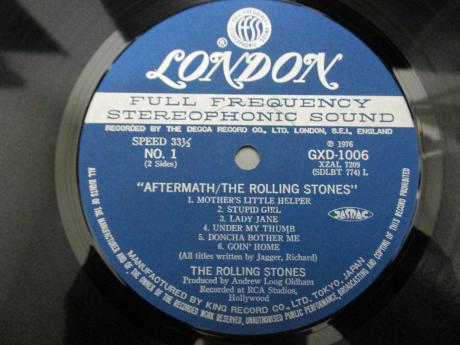 FULL FREQUENCY STEREOPHONIC
ffss
®
LONDON
FULL FREQUENCY
STEREOPHONIC SOUND
RECORDED BY THE DECCA RECORD CO., LTD. LONDON, S.E.I., ENGLAND
SPEED 33⅓
NO. 1
(2 Sides)
Ⓟ 1976
GXD-1006
XZAL 7209
(SDLBT 774) L
"AFTERMATH/THE ROLLING STONES"
1. MOTHER'S LITTLE HELPER
2. STUPID GIRL
3. LADY JANE
4. UNDER MY THUMB
5. DONCHA BOTHER ME
6. GOIN' HOME
(All titles written by Jagger, Richard)
JASRAC
THE ROLLING STONES
Produced by Andrew Loog Oldham
Recorded at RCA Studios,
Hollywood
MANUFACTURED BY KING RECORD CO., LTD. TOKYO, JAPAN
ALL RIGHTS OF THE MANUFACTURER AND OF THE OWNER OF THE RECORDED WORK RESERVED, UNAUTHORISED PUBLIC PERFORMANCE, BROADCASTING AND COPYING OF THIS RECORD PROHIBITED